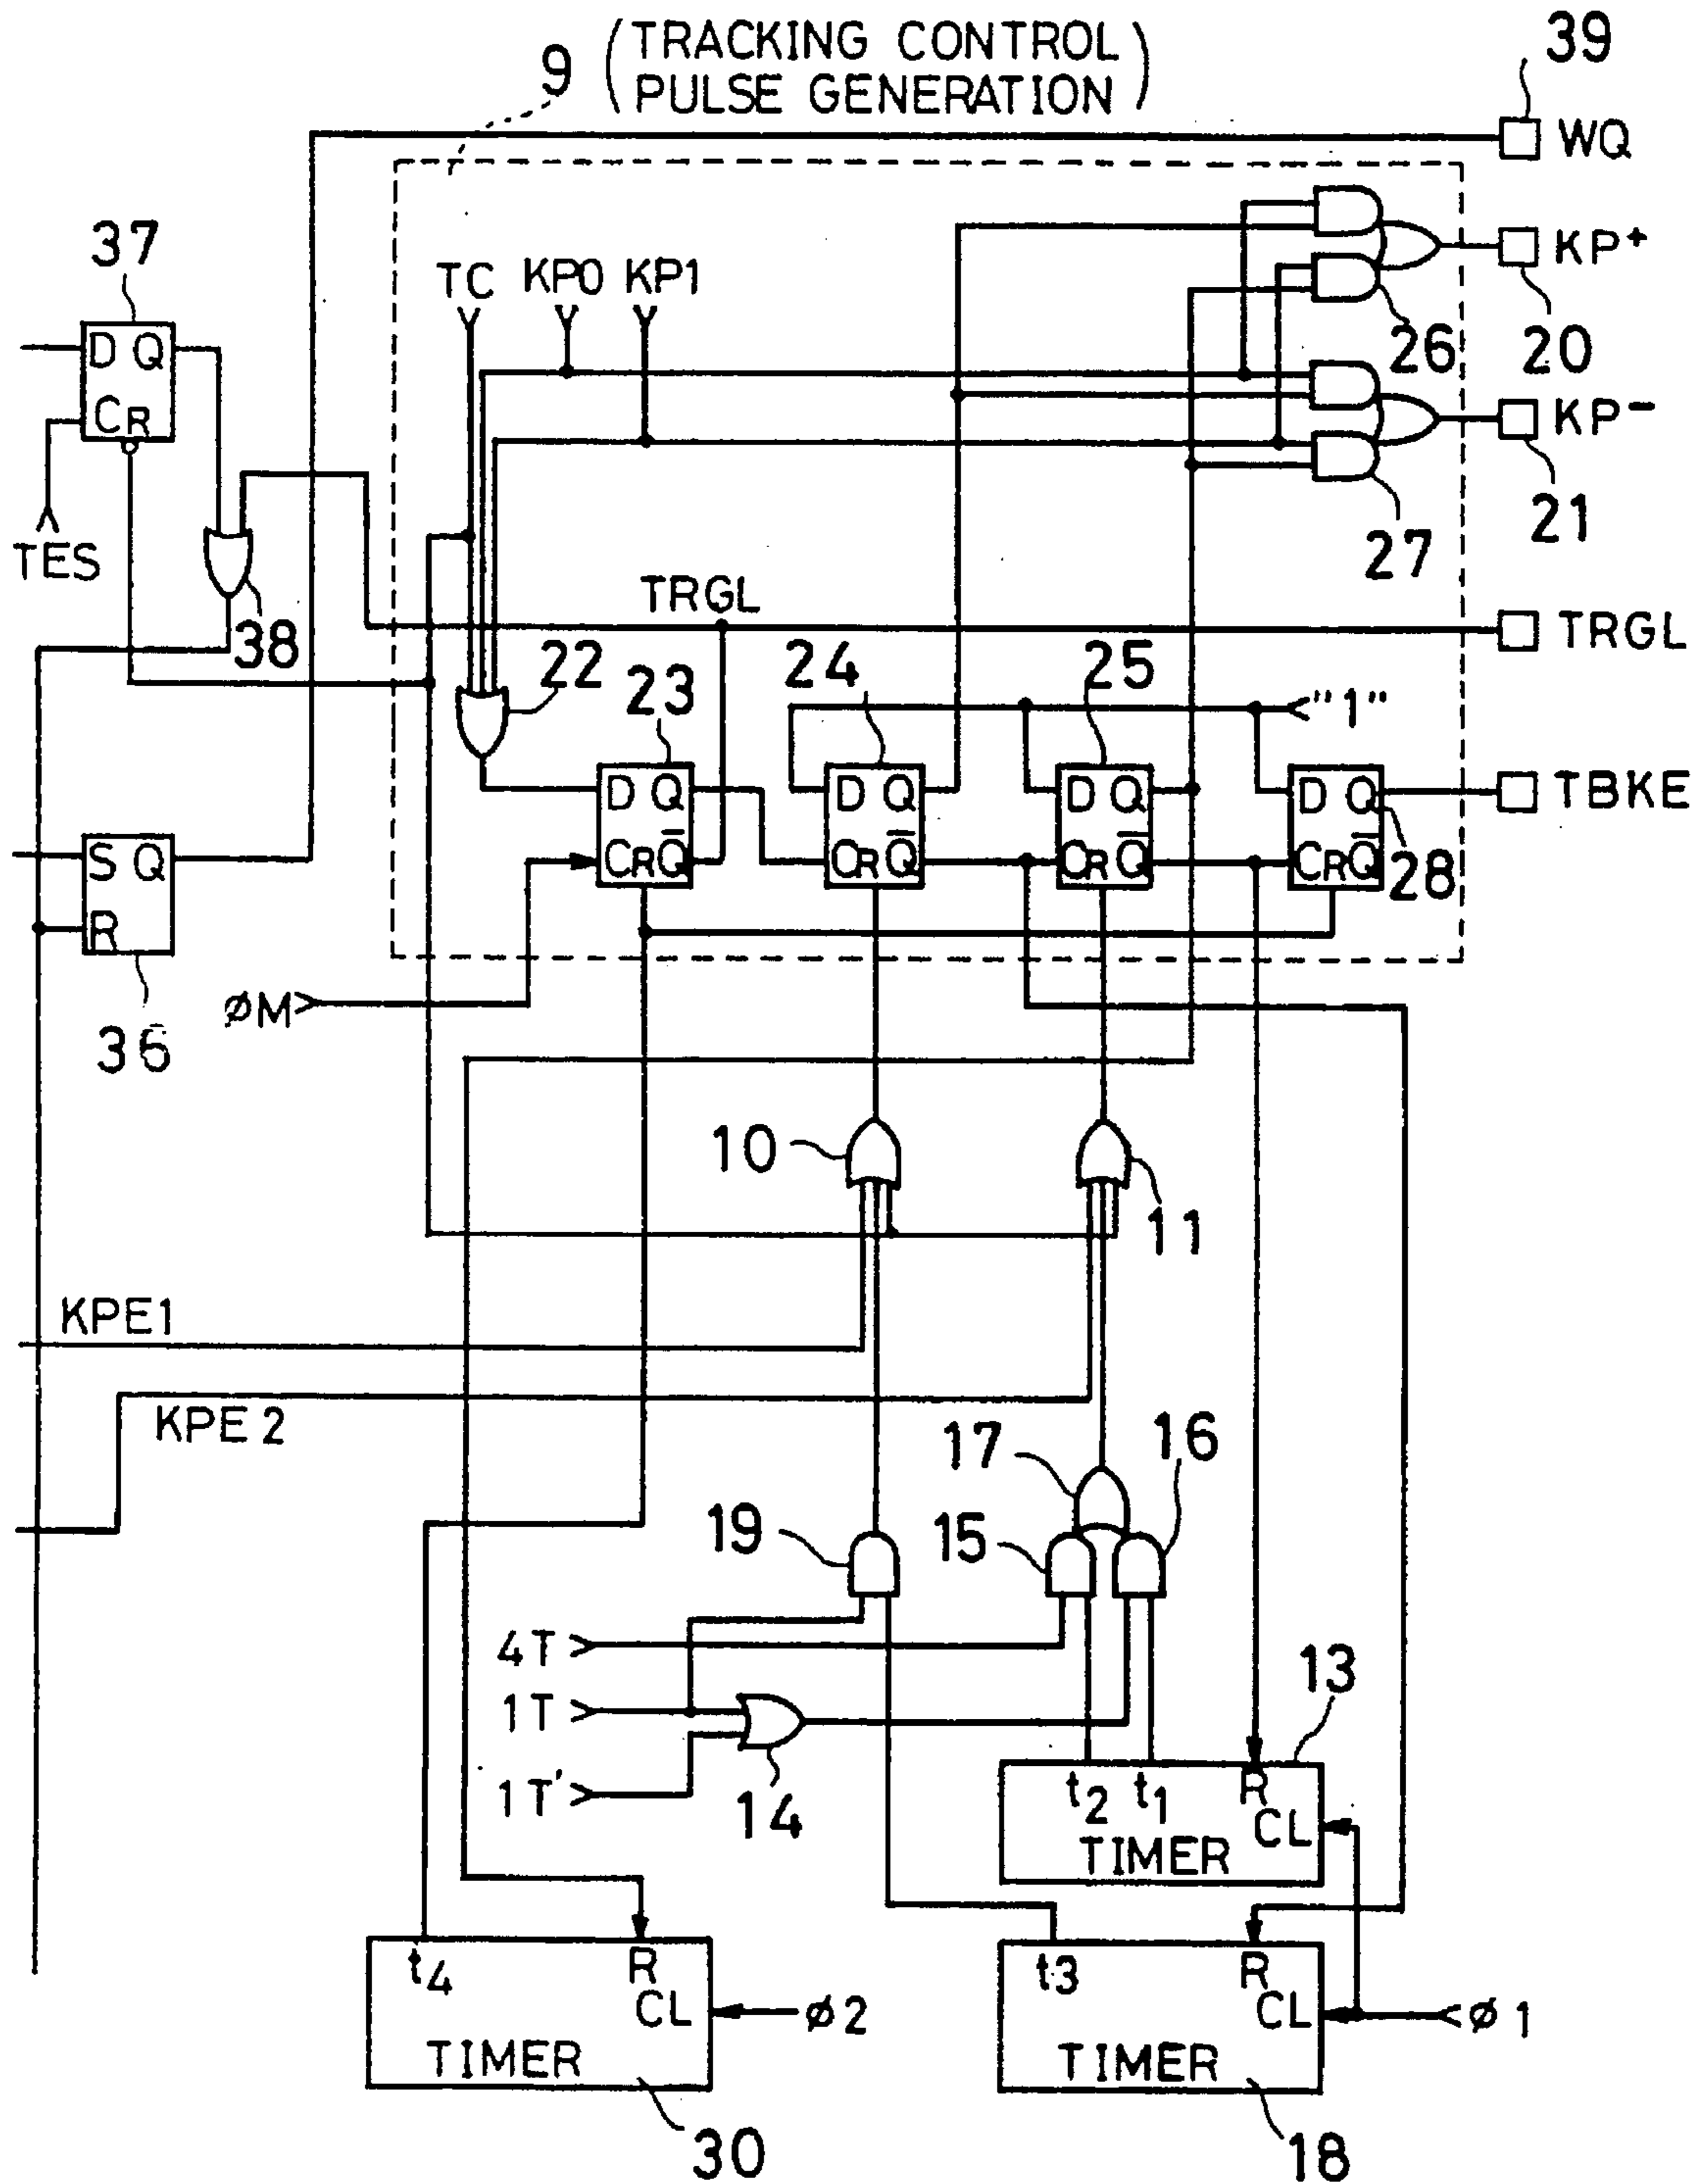 9 (TRACKING CONTROL
PULSE GENERATION)
39
WQ
37
TC KP0 KP1
KP+
26 20
D Q
CR
KP-
21
27
TES
38
TRGL
TRGL
22 23 24 25
"1"
D Q
CR Q̅
D Q
CR Q̅
D Q
CR Q̅
D Q
CR Q̅
TBKE
28
S Q
R
36
øM
10
11
KPE1
KPE2
17 16
19 15
4T
1T
1T'
14
13
t2 t1 R
CL
TIMER
t4 R
CL
TIMER
ø2
t3 R
CL
TIMER
ø1
30
18